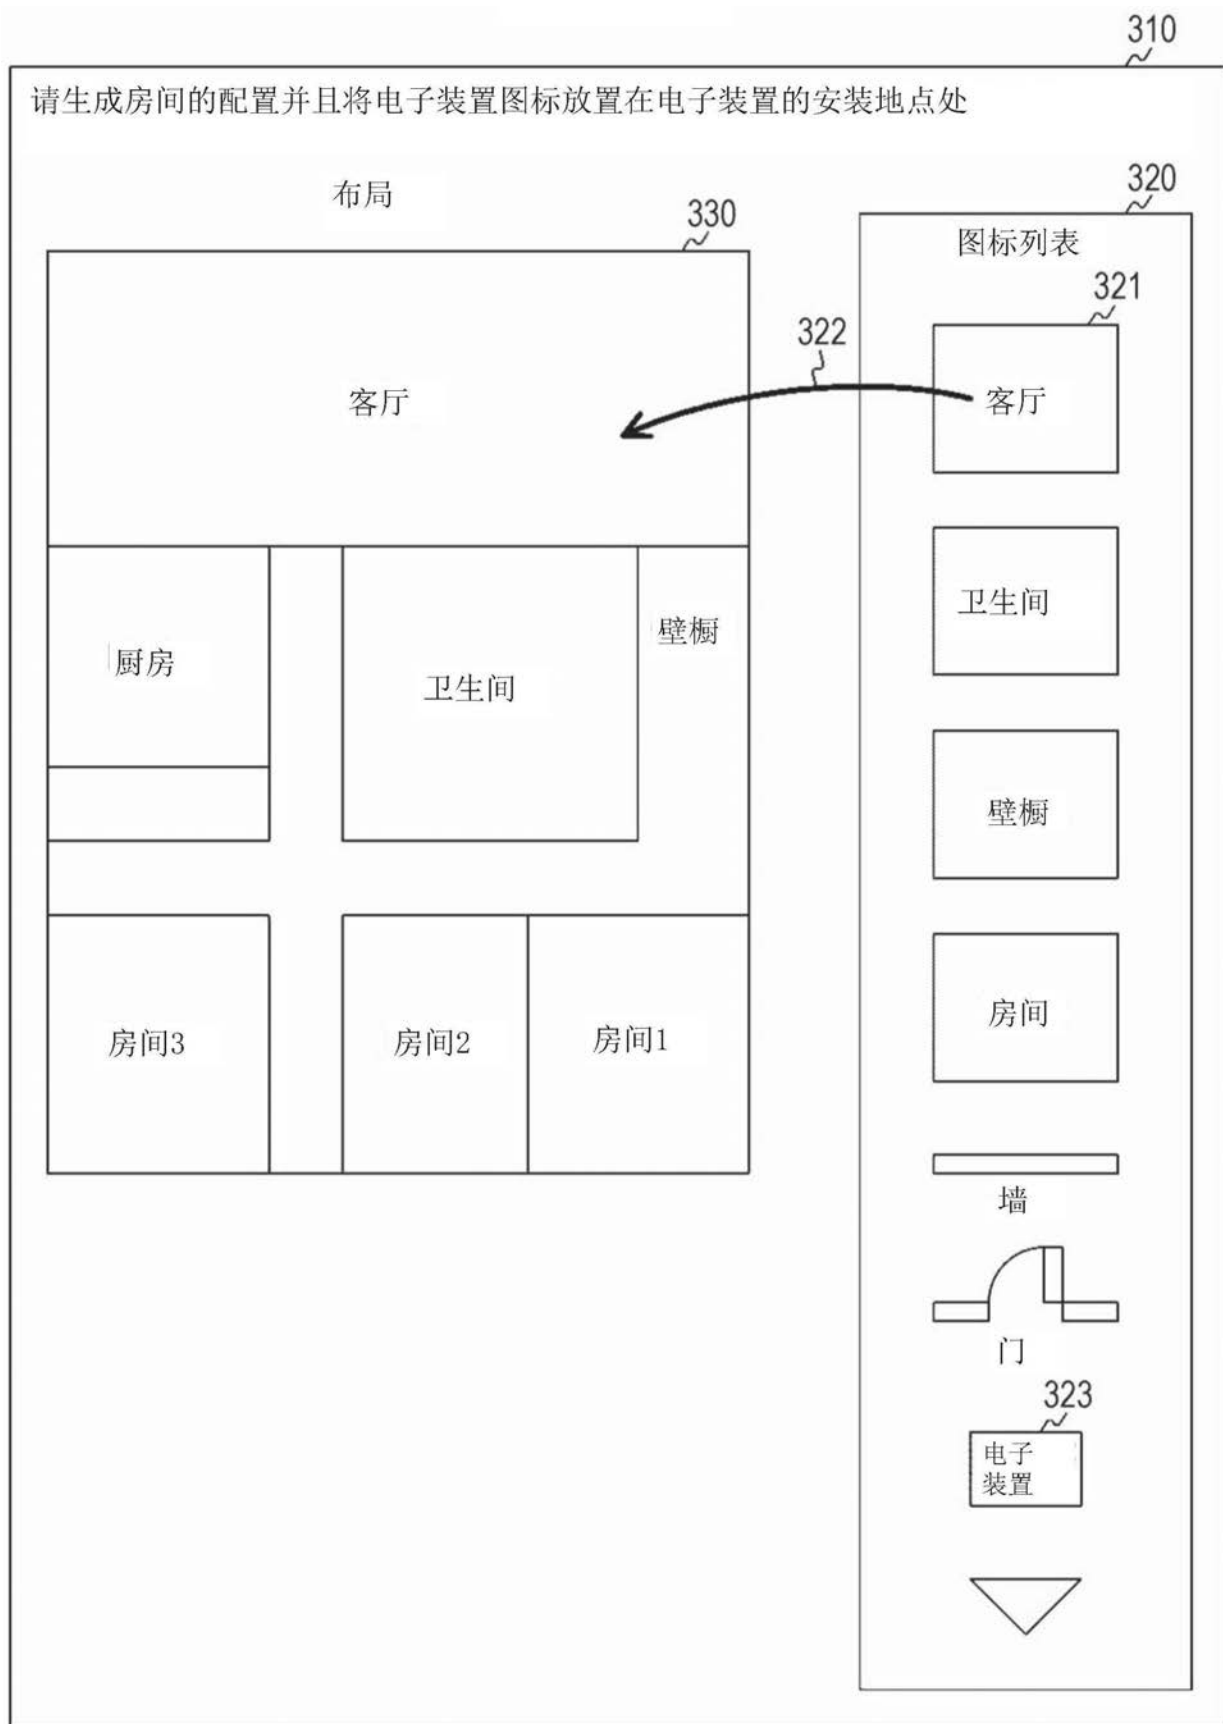 310
请生成房间的配置并且将电子装置图标放置在电子装置的安装地点处
布局
330
客厅
厨房
卫生间
壁橱
房间3
房间2
房间1
322
320
图标列表
321
客厅
卫生间
壁橱
房间
墙
门
323
电子
装置